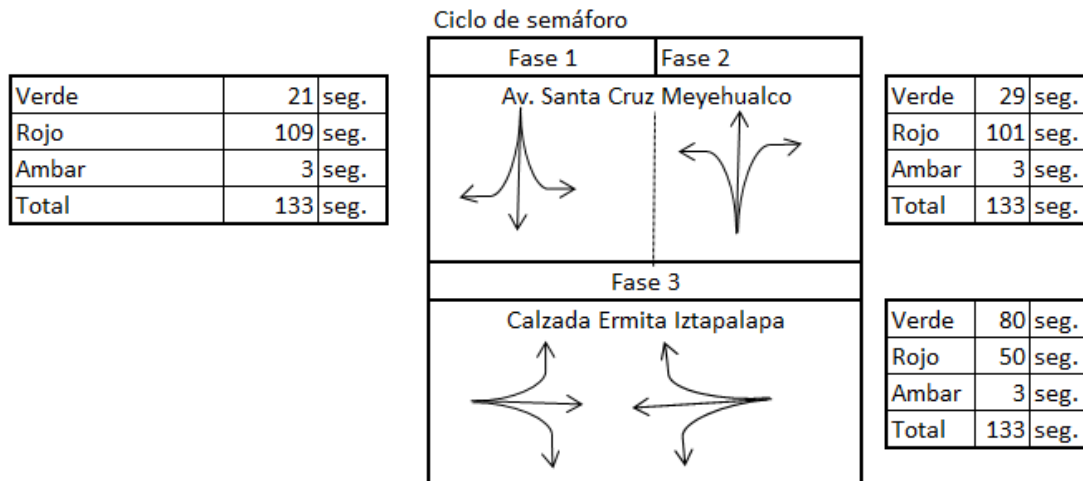 Ciclo de semáforo
Fase 1 Fase 2
Av. Santa Cruz Meyehualco
Verde 21 seg.
Rojo 109 seg.
Ambar 3 seg.
Total 133 seg.
Verde 29 seg.
Rojo 101 seg.
Ambar 3 seg.
Total 133 seg.
Fase 3
Calzada Ermita Iztapalapa
Verde 80 seg.
Rojo 50 seg.
Ambar 3 seg.
Total 133 seg.